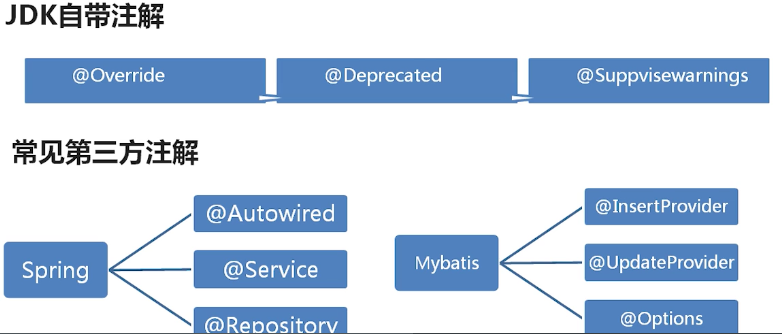 JDK自带注解
@Override @Deprecated @Suppvisewarnings
常见第三方注解
Spring
@Autowired
@Service
@Repository
Mybatis
@InsertProvider
@UpdateProvider
@Options